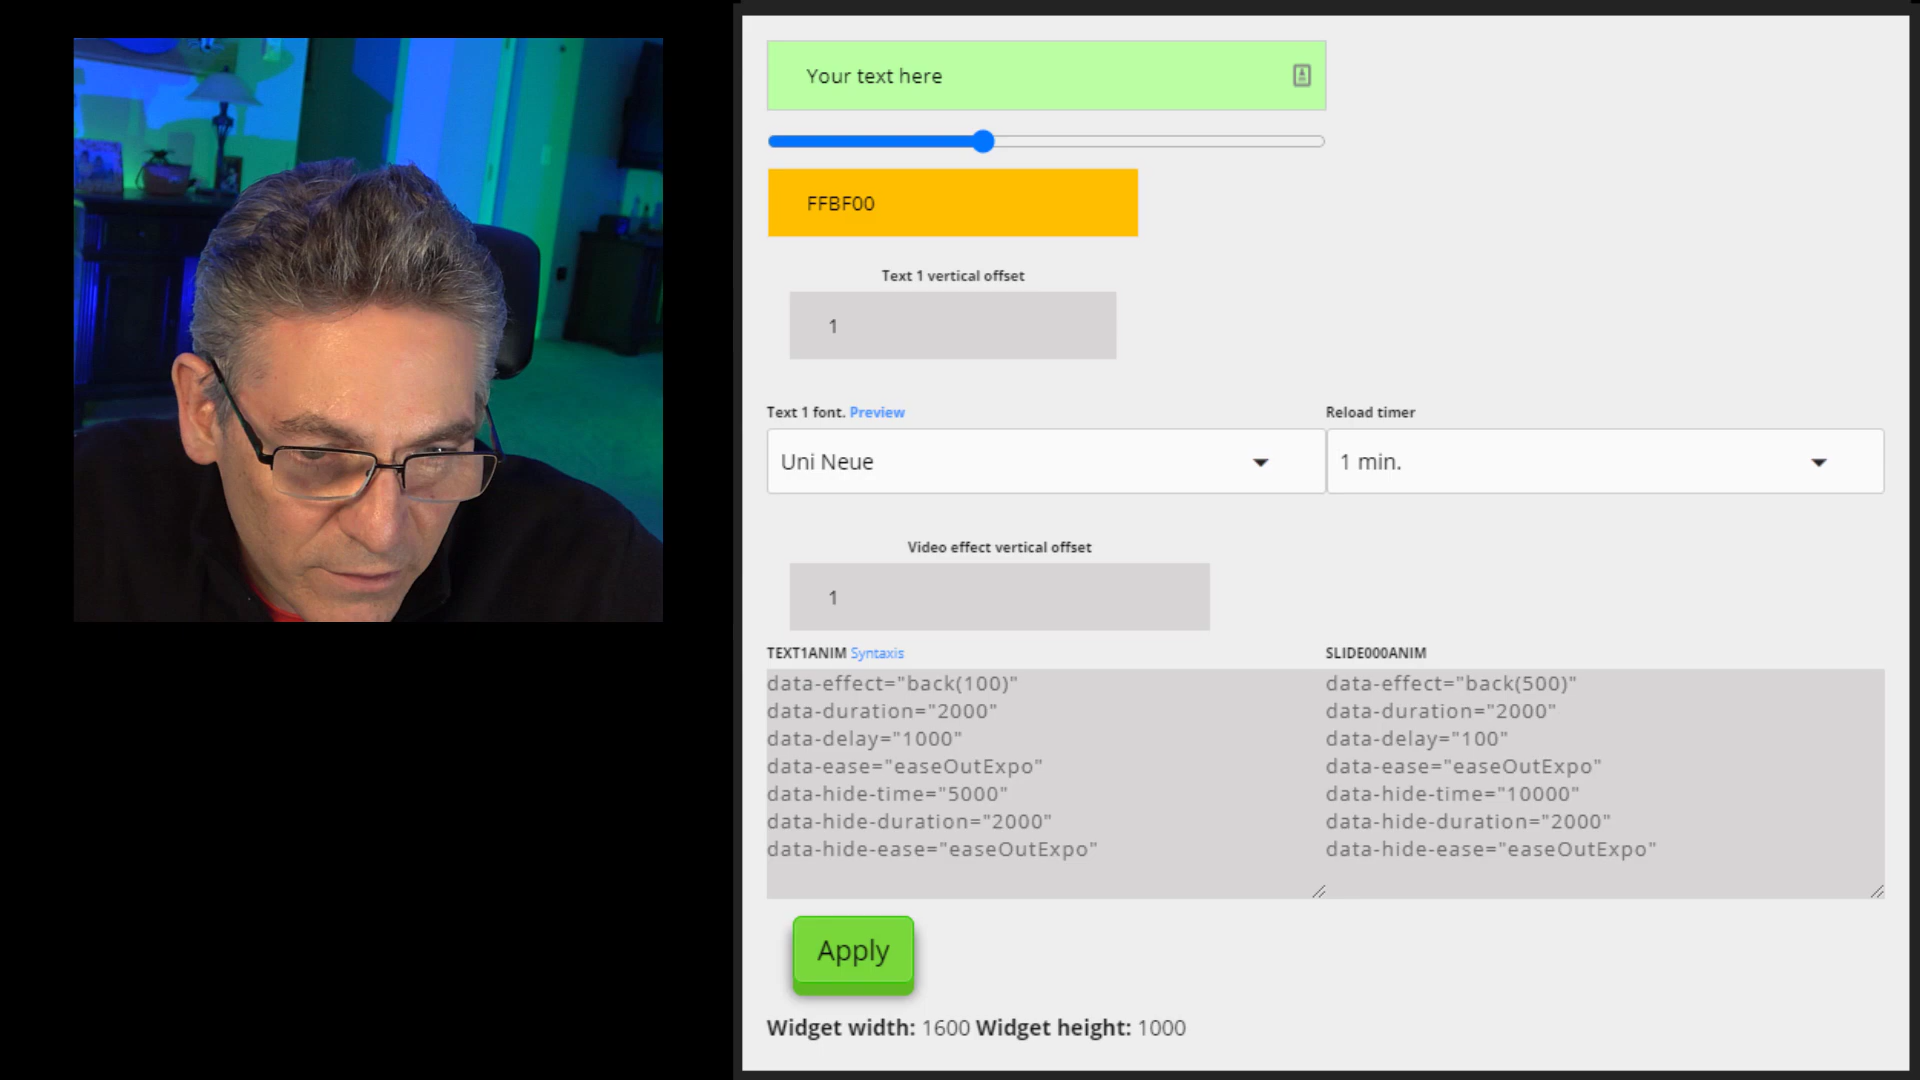 Your text here
FFBF00
Text 1 vertical offset
1
Text 1 font. Preview
Reload timer
Uni Neue
1 min.
Video effect vertical offset
1
TEXT1ANIM Syntaxis
data-effect="back(100)"
data-duration="2000"
data-delay="1000"
data-ease="easeOutExpo"
data-hide-time="5000"
data-hide-duration="2000"
data-hide-ease="easeOutExpo"
SLIDE000ANIM
data-effect="back(500)"
data-duration="2000"
data-delay="100"
data-ease="easeOutExpo"
data-hide-time="10000"
data-hide-duration="2000"
data-hide-ease="easeOutExpo"
Apply
Widget width: 1600 Widget height: 1000